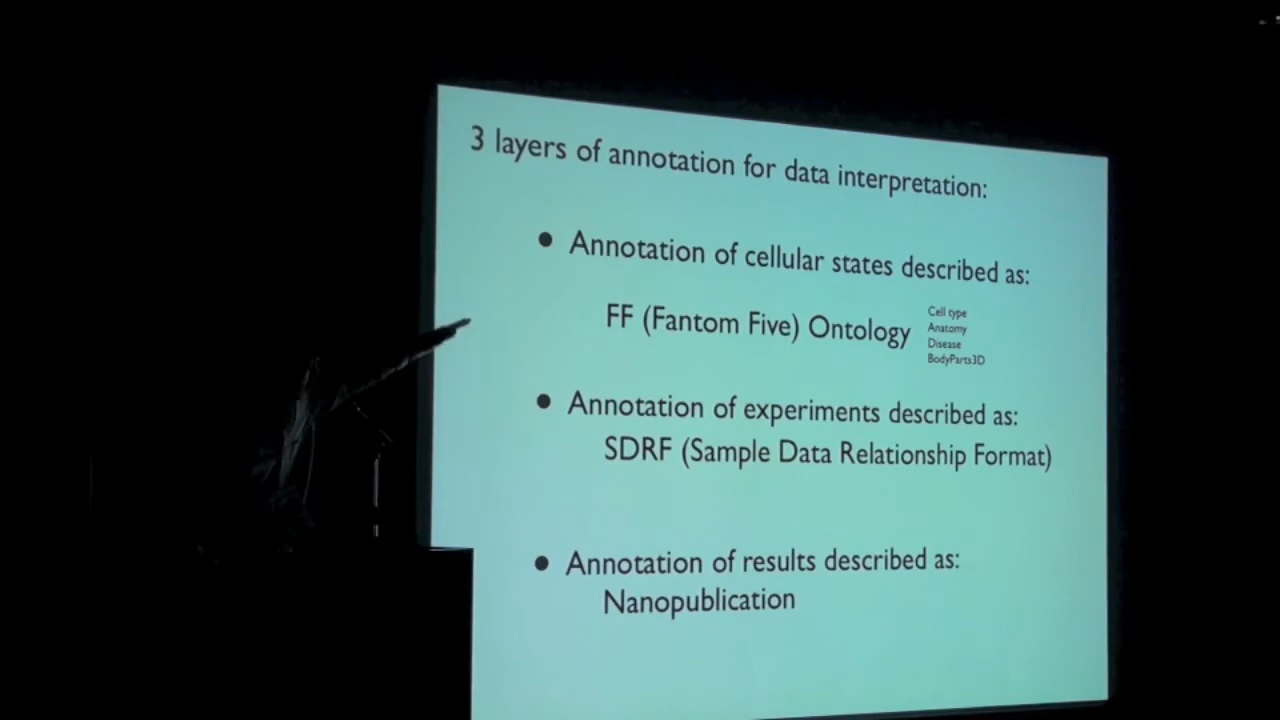 3 layers of annotation for data interpretation:
• Annotation of cellular states described as:
FF (Fantom Five) Ontology
Cell type
Anatomy
Disease
BodyParts3D
• Annotation of experiments described as:
SDRF (Sample Data Relationship Format)
• Annotation of results described as:
Nanopublication